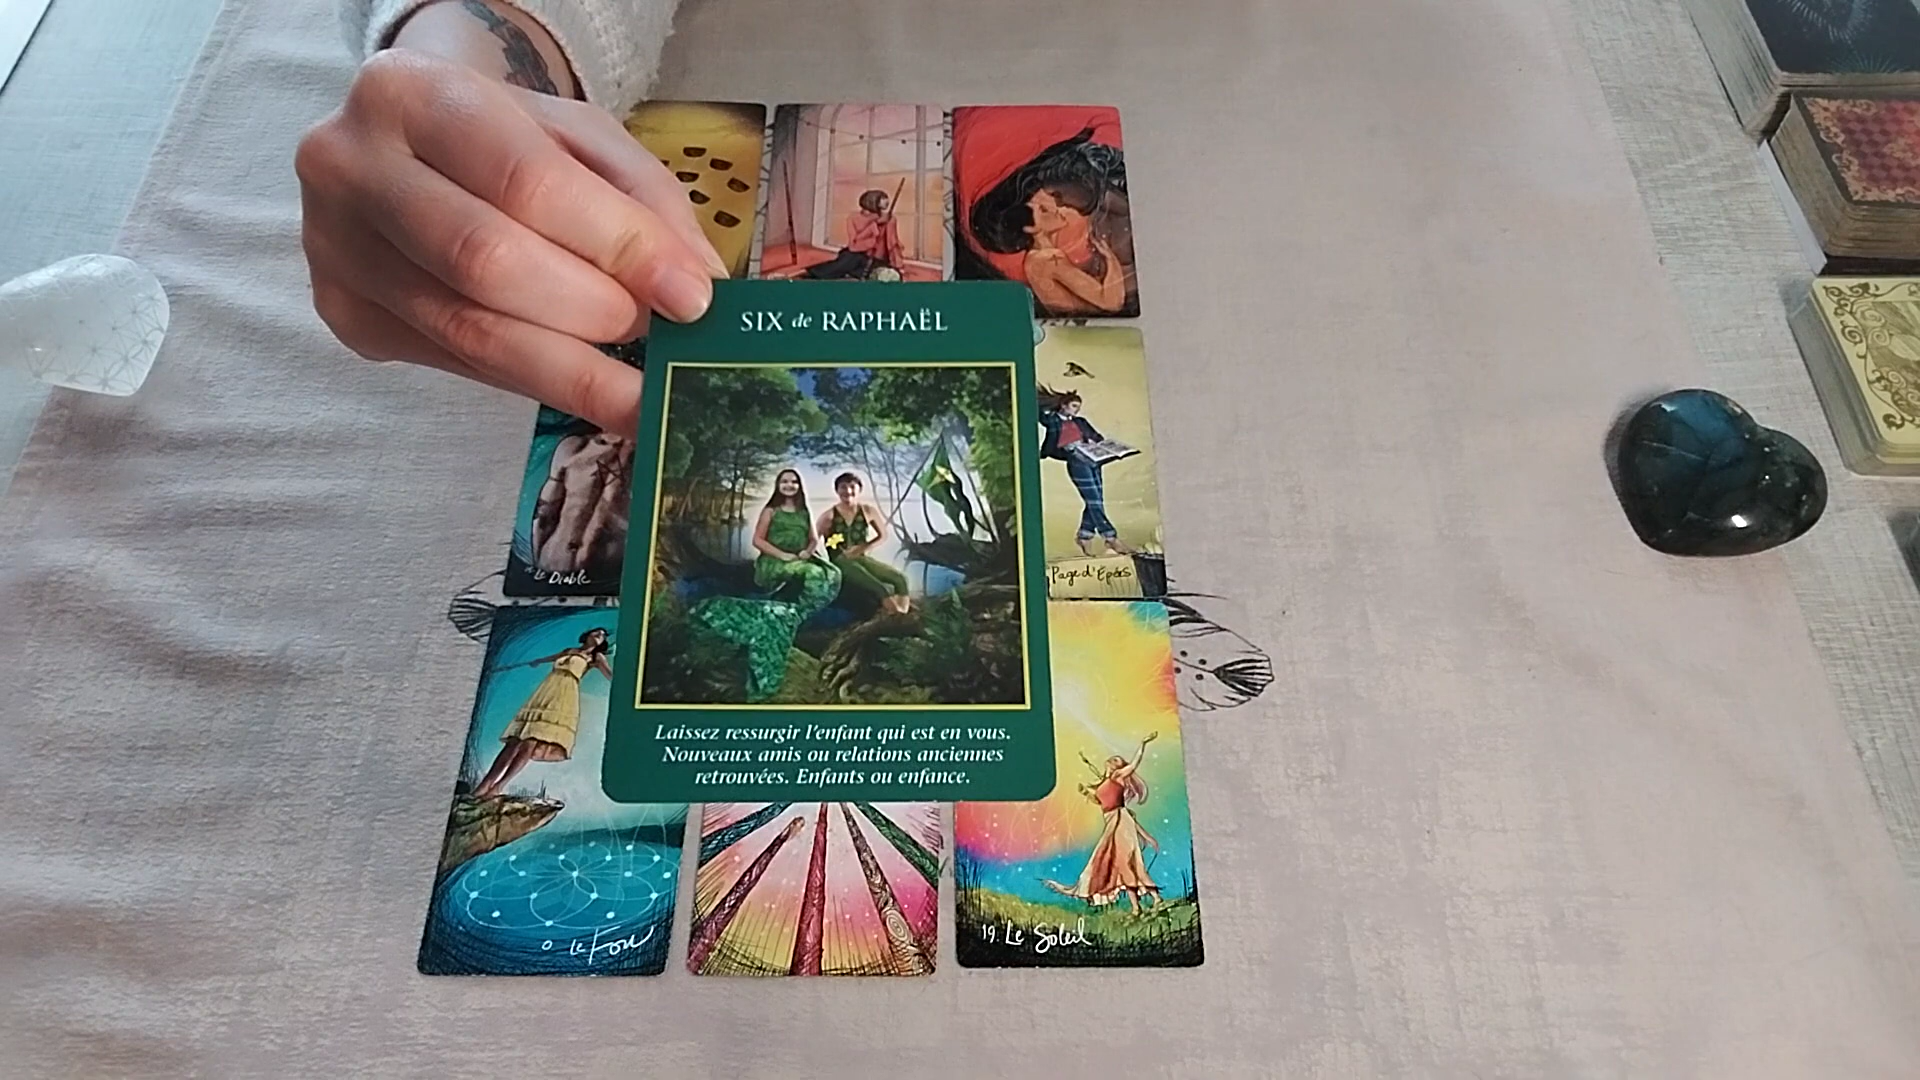 SIX de RAPHAËL
Laissez ressurgir l'enfant qui est en vous.
Nouveaux amis ou relations anciennes
retrouvées. Enfants ou enfance.
Le Diable
Page d'Épées
0 Le Fou
19. Le Soleil